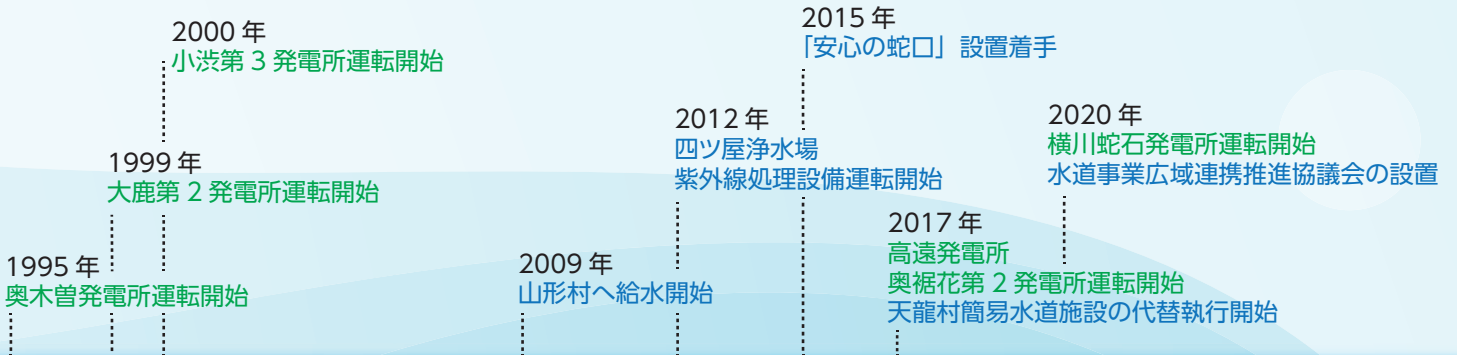 2000 年
小渋第 3 発電所運転開始
1999 年
大鹿第 2 発電所運転開始
1995 年
奥木曽発電所運転開始
2015 年
「安心の蛇口」設置着手
2012 年
四ツ屋浄水場
紫外線処理設備運転開始
2009 年
山形村へ給水開始
2020 年
横川蛇石発電所運転開始
水道事業広域連携推進協議会の設置
2017 年
高遠発電所
奥裾花第 2 発電所運転開始
天龍村簡易水道施設の代替執行開始